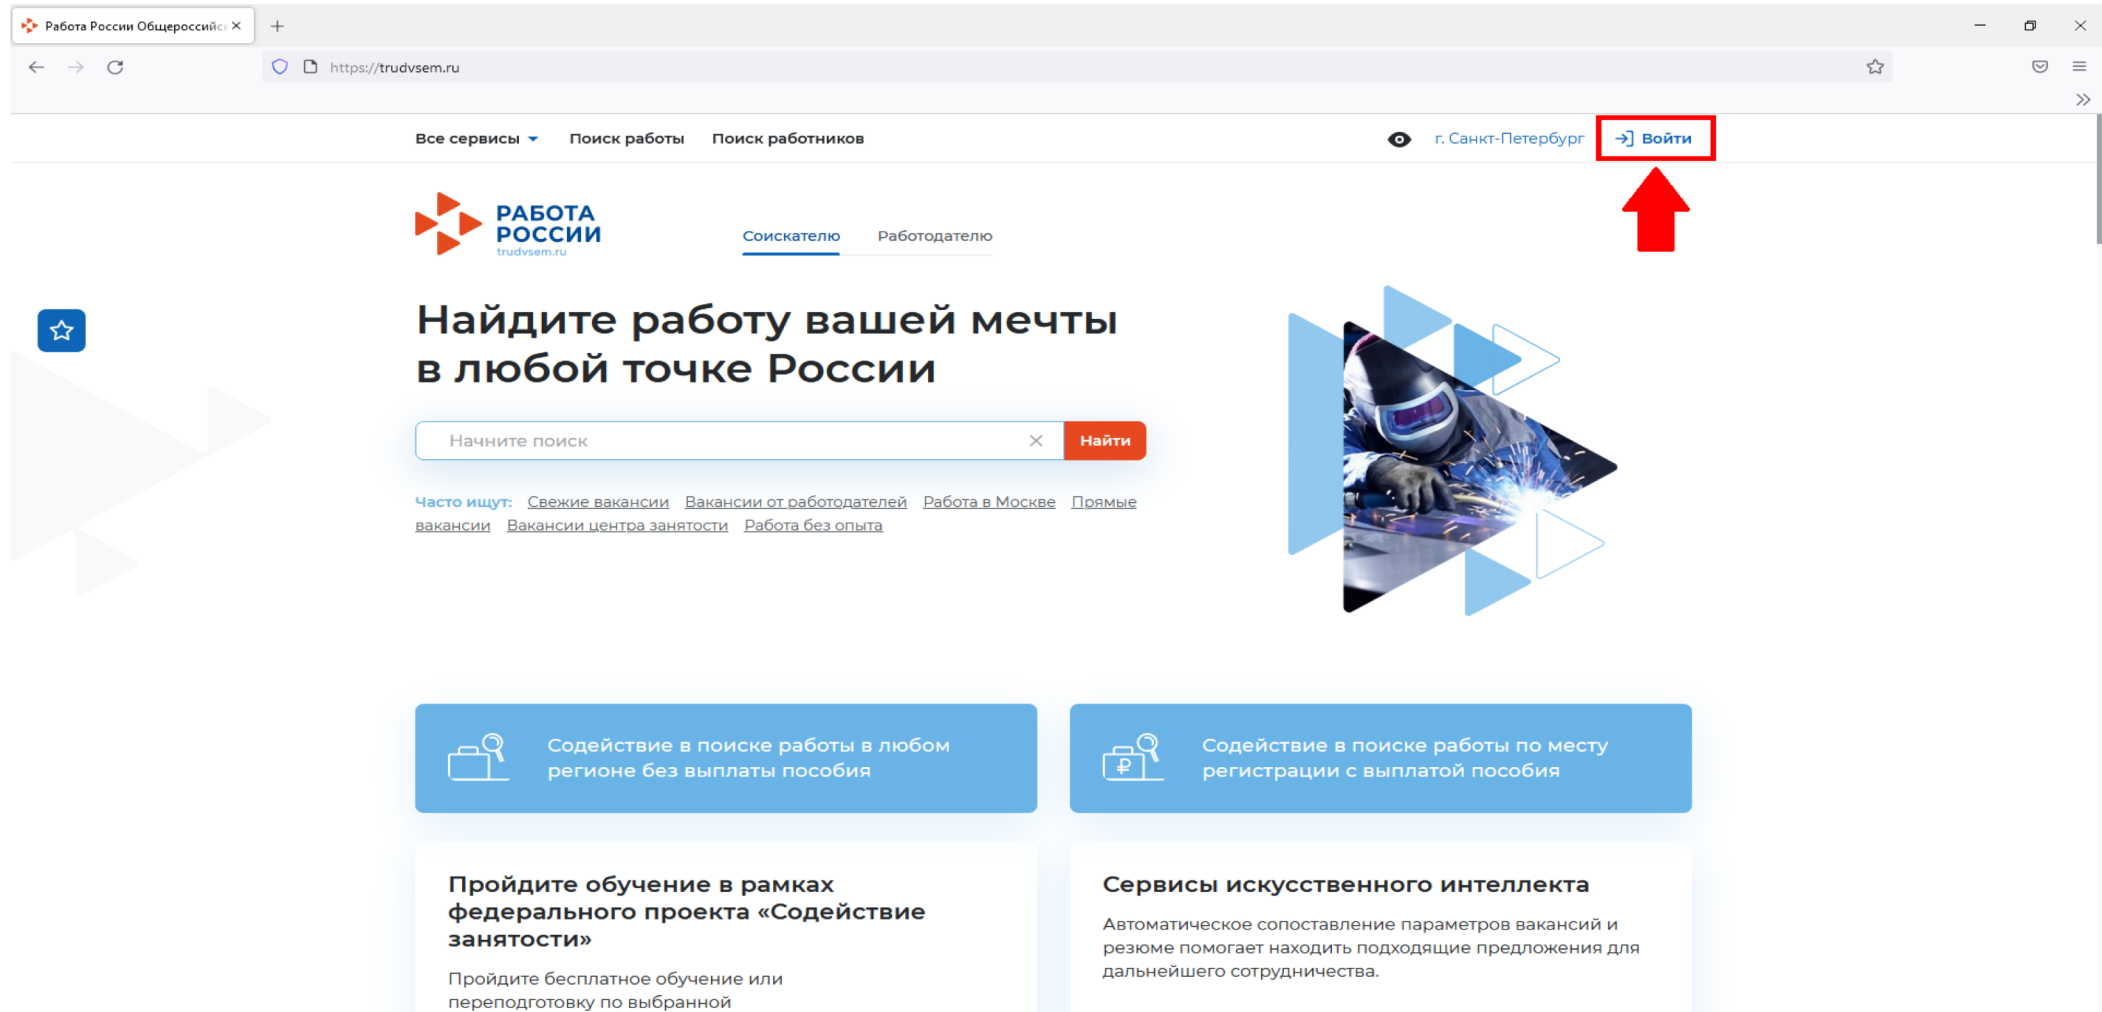 Работа России Общероссийск
https://trudvsem.ru
Все сервисы Поиск работы Поиск работников г. Санкт-Петербург Войти
РАБОТА
РОССИИ
trudvsem.ru
Соискателю Работодателю
Найдите работу вашей мечты
в любой точке России
Начните поиск Найти
Часто ищут: Свежие вакансии Вакансии от работодателей Работа в Москве Прямые
вакансии Вакансии центра занятости Работа без опыта
Содействие в поиске работы в любом
регионе без выплаты пособия
Содействие в поиске работы по месту
регистрации с выплатой пособия
Пройдите обучение в рамках
федерального проекта «Содействие
занятости»
Пройдите бесплатное обучение или
переподготовку по выбранной
Сервисы искусственного интеллекта
Автоматическое сопоставление параметров вакансий и
резюме помогает находить подходящие предложения для
дальнейшего сотрудничества.